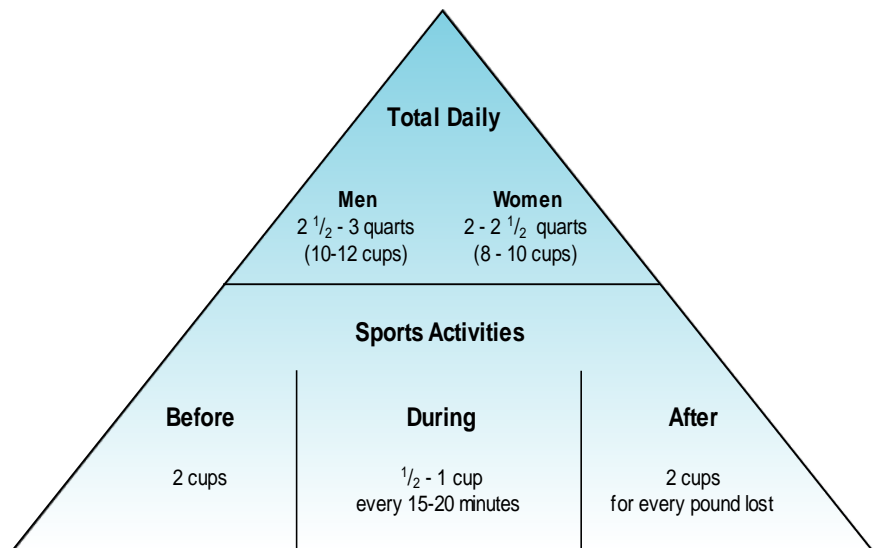 Total Daily
Men
2 1/2 - 3 quarts
(10-12 cups)
Women
2 - 2 1/2 quarts
(8 - 10 cups)
Sports Activities
Before
2 cups
During
1/2 - 1 cup
every 15-20 minutes
After
2 cups
for every pound lost